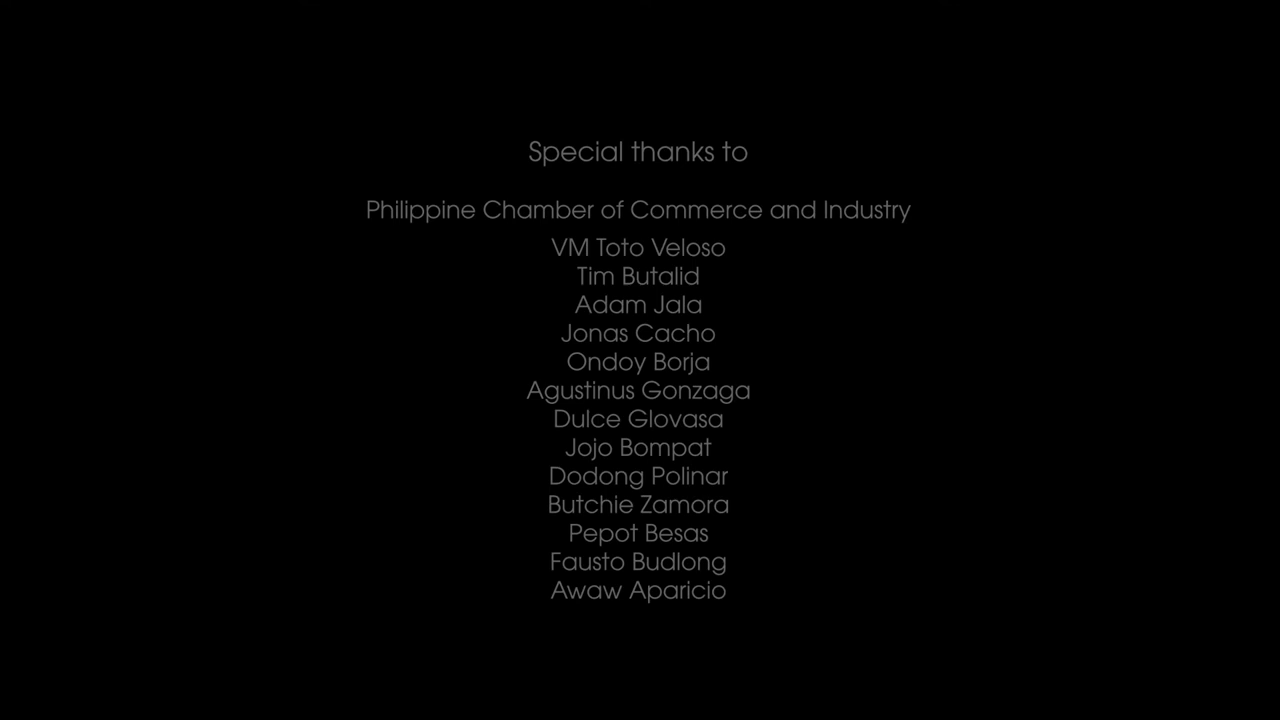 Special thanks to
Philippine Chamber of Commerce and Industry
VM Toto Veloso
Tim Butalid
Adam Jala
Jonas Cacho
Ondoy Borja
Agustinus Gonzaga
Dulce Glovasa
Jojo Bompat
Dodong Polinar
Butchie Zamora
Pepot Besas
Fausto Budlong
Awaw Aparicio